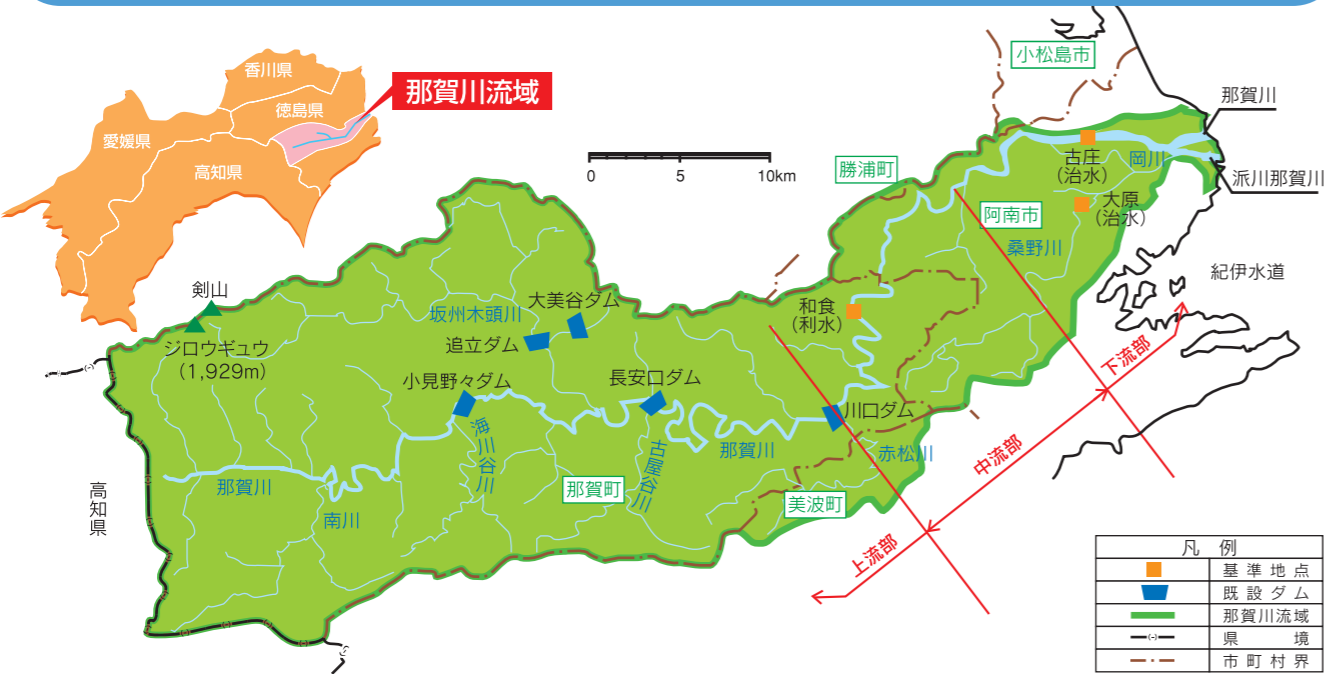 香川県
徳島県
愛媛県
高知県
那賀川流域
0 5 10km
小松島市
那賀川
古庄
(治水)
岡川
派川那賀川
勝浦町
大原
(治水)
阿南市
桑野川
紀伊水道
剣山
ジロウギュウ
(1,929m)
坂州木頭川
大美谷ダム
追立ダム
和食
(利水)
小見野々ダム
長安口ダム
川口ダム
下流部
海川谷川
古屋谷川
那賀川
赤松川
中流部
高知県
那賀川
南川
那賀町
美波町
上流部
凡 例
基準地点
既設ダム
那賀川流域
県 境
市町村界